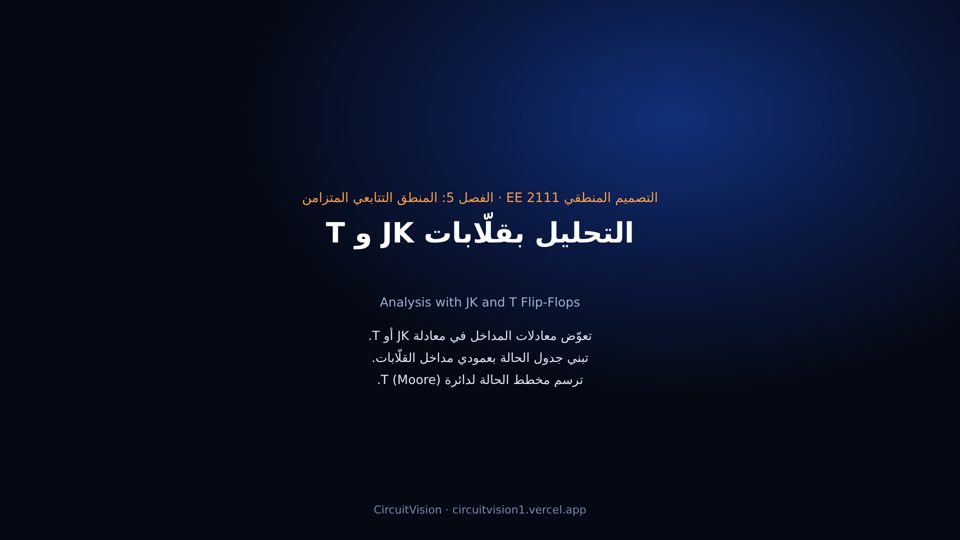 التصميم المنطقي EE 2111 · الفصل 5: المنطق التتابعي المتزامن
التحليل بقلّابات JK و T
Analysis with JK and T Flip-Flops
تعوّض معادلات المداخل في معادلة JK أو T.
تبني جدول الحالة بعمودي مداخل القلّابات.
ترسم مخطط الحالة لدائرة T (Moore).
CircuitVision · circuitvision1.vercel.app